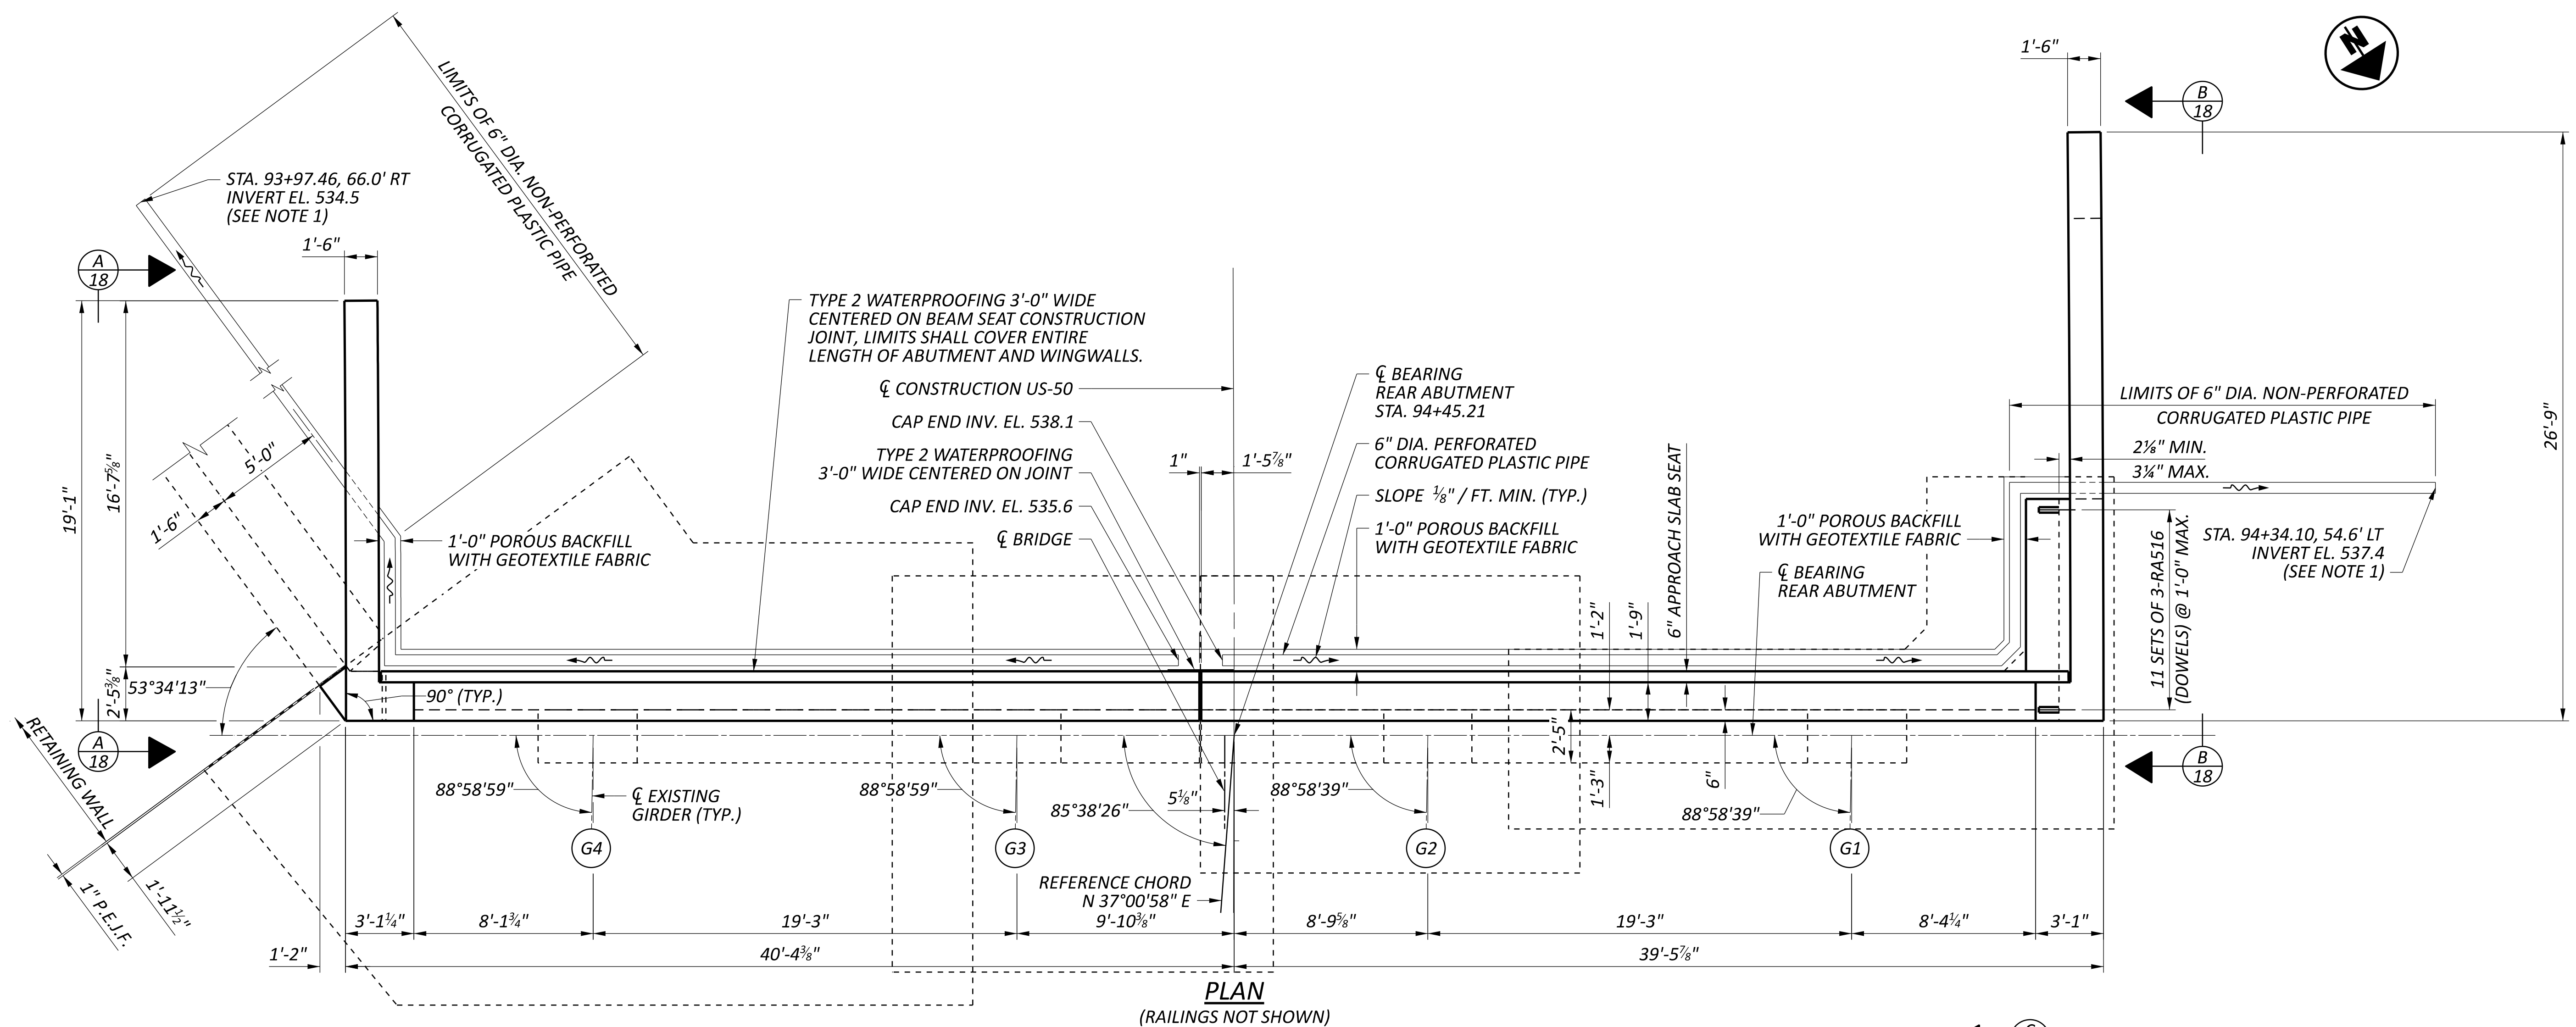 LIMITS OF 6" DIA. NON-PERFORATED
CORRUGATED PLASTIC PIPE
STA. 93+97.46, 66.0' RT
INVERT EL. 534.5
(SEE NOTE 1)
1'-6"
A
18
19'-1"
16'-7⅝"
2'-5⅜"
1'-6"
5'-0"
53°34'13"
90° (TYP.)
1'-0" POROUS BACKFILL
WITH GEOTEXTILE FABRIC
A
18
RETAINING WALL
1" P.E.J.F.
1'-11½"
1'-2"
TYPE 2 WATERPROOFING 3'-0" WIDE
CENTERED ON BEAM SEAT CONSTRUCTION
JOINT, LIMITS SHALL COVER ENTIRE
LENGTH OF ABUTMENT AND WINGWALLS.
℄ CONSTRUCTION US-50
CAP END INV. EL. 538.1
TYPE 2 WATERPROOFING
3'-0" WIDE CENTERED ON JOINT
CAP END INV. EL. 535.6
℄ BRIDGE
1"
1'-5⅞"
℄ BEARING
REAR ABUTMENT
STA. 94+45.21
6" DIA. PERFORATED
CORRUGATED PLASTIC PIPE
SLOPE ⅛" / FT. MIN. (TYP.)
1'-0" POROUS BACKFILL
WITH GEOTEXTILE FABRIC
1'-2"
1'-9"
6" APPROACH SLAB SEAT
1'-0" POROUS BACKFILL
WITH GEOTEXTILE FABRIC
℄ BEARING
REAR ABUTMENT
N
1'-6"
B
18
LIMITS OF 6" DIA. NON-PERFORATED
CORRUGATED PLASTIC PIPE
2⅛" MIN.
3¼" MAX.
26'-9"
11 SETS OF 3-RA516
(DOWELS) @ 1'-0" MAX.
STA. 94+34.10, 54.6' LT
INVERT EL. 537.4
(SEE NOTE 1)
B
18
88°58'59"
℄ EXISTING
GIRDER (TYP.)
88°58'59"
85°38'26"
5⅛"
88°58'39"
2'-5"
1'-3"
6"
88°58'39"
G4
G3
G2
G1
REFERENCE CHORD
N 37°00'58" E
3'-1¼"
8'-1¾"
19'-3"
9'-10⅜"
8'-9⅝"
19'-3"
8'-4¼"
3'-1"
40'-4⅜"
39'-5⅞"
PLAN
(RAILINGS NOT SHOWN)